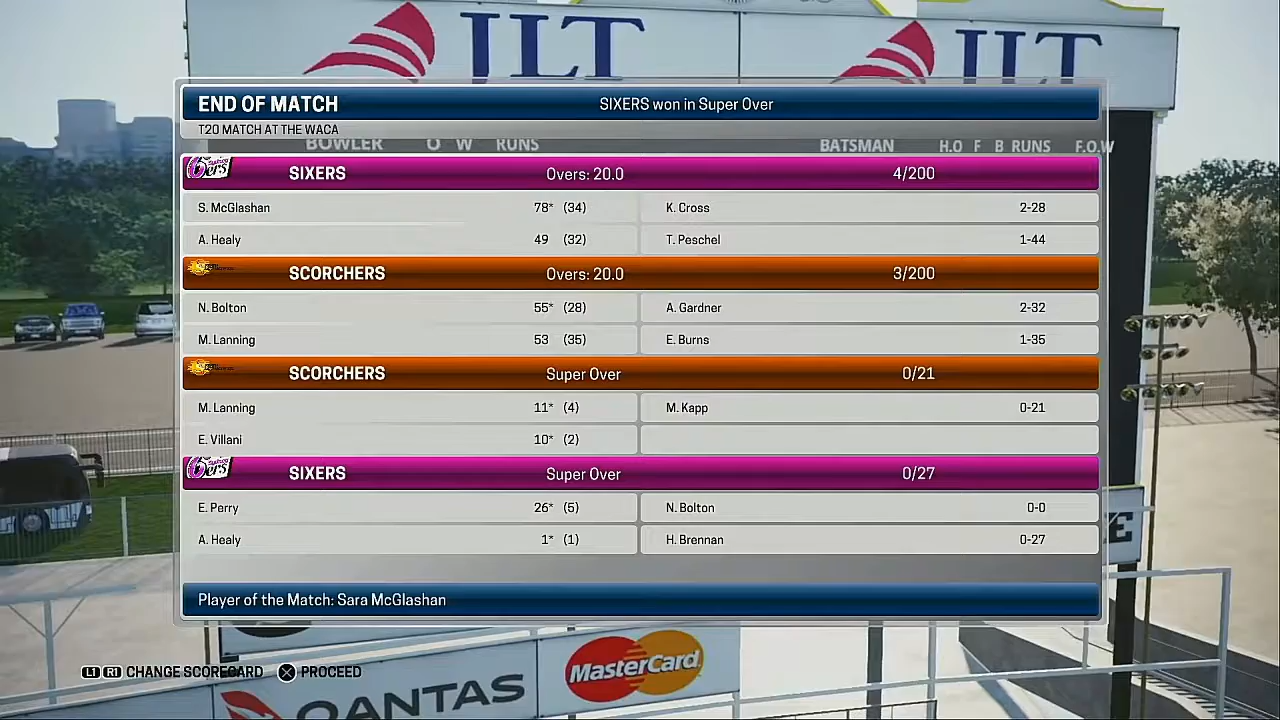 JLT JLT
END OF MATCH SIXERS won in Super Over
T20 MATCH AT THE WACA
BOWLER O W RUNS BATSMAN H.O F B RUNS F.O.W
6ers SIXERS Overs: 20.0 4/200
S. McGlashan 78* (34) K. Cross 2-28
A. Healy 49 (32) T. Peschel 1-44
SCORCHERS Overs: 20.0 3/200
N. Bolton 55* (28) A. Gardner 2-32
M. Lanning 53 (35) E. Burns 1-35
SCORCHERS Super Over 0/21
M. Lanning 11* (4) M. Kapp 0-21
E. Villani 10* (2)
6ers SIXERS Super Over 0/27
E. Perry 26* (5) N. Bolton 0-0
A. Healy 1* (1) H. Brennan 0-27
Player of the Match: Sara McGlashan
L1 R1 CHANGE SCORECARD PROCEED
MasterCard
QANTAS